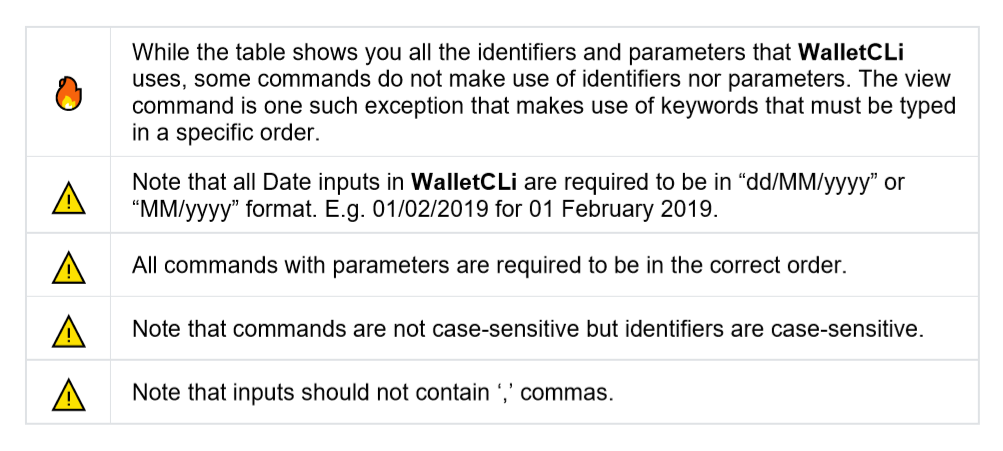 While the table shows you all the identifiers and parameters that WalletCLi
uses, some commands do not make use of identifiers nor parameters. The view
command is one such exception that makes use of keywords that must be typed
in a specific order.
Note that all Date inputs in WalletCLi are required to be in “dd/MM/yyyy” or
“MM/yyyy” format. E.g. 01/02/2019 for 01 February 2019.
All commands with parameters are required to be in the correct order.
Note that commands are not case-sensitive but identifiers are case-sensitive.
Note that inputs should not contain ‘,’ commas.